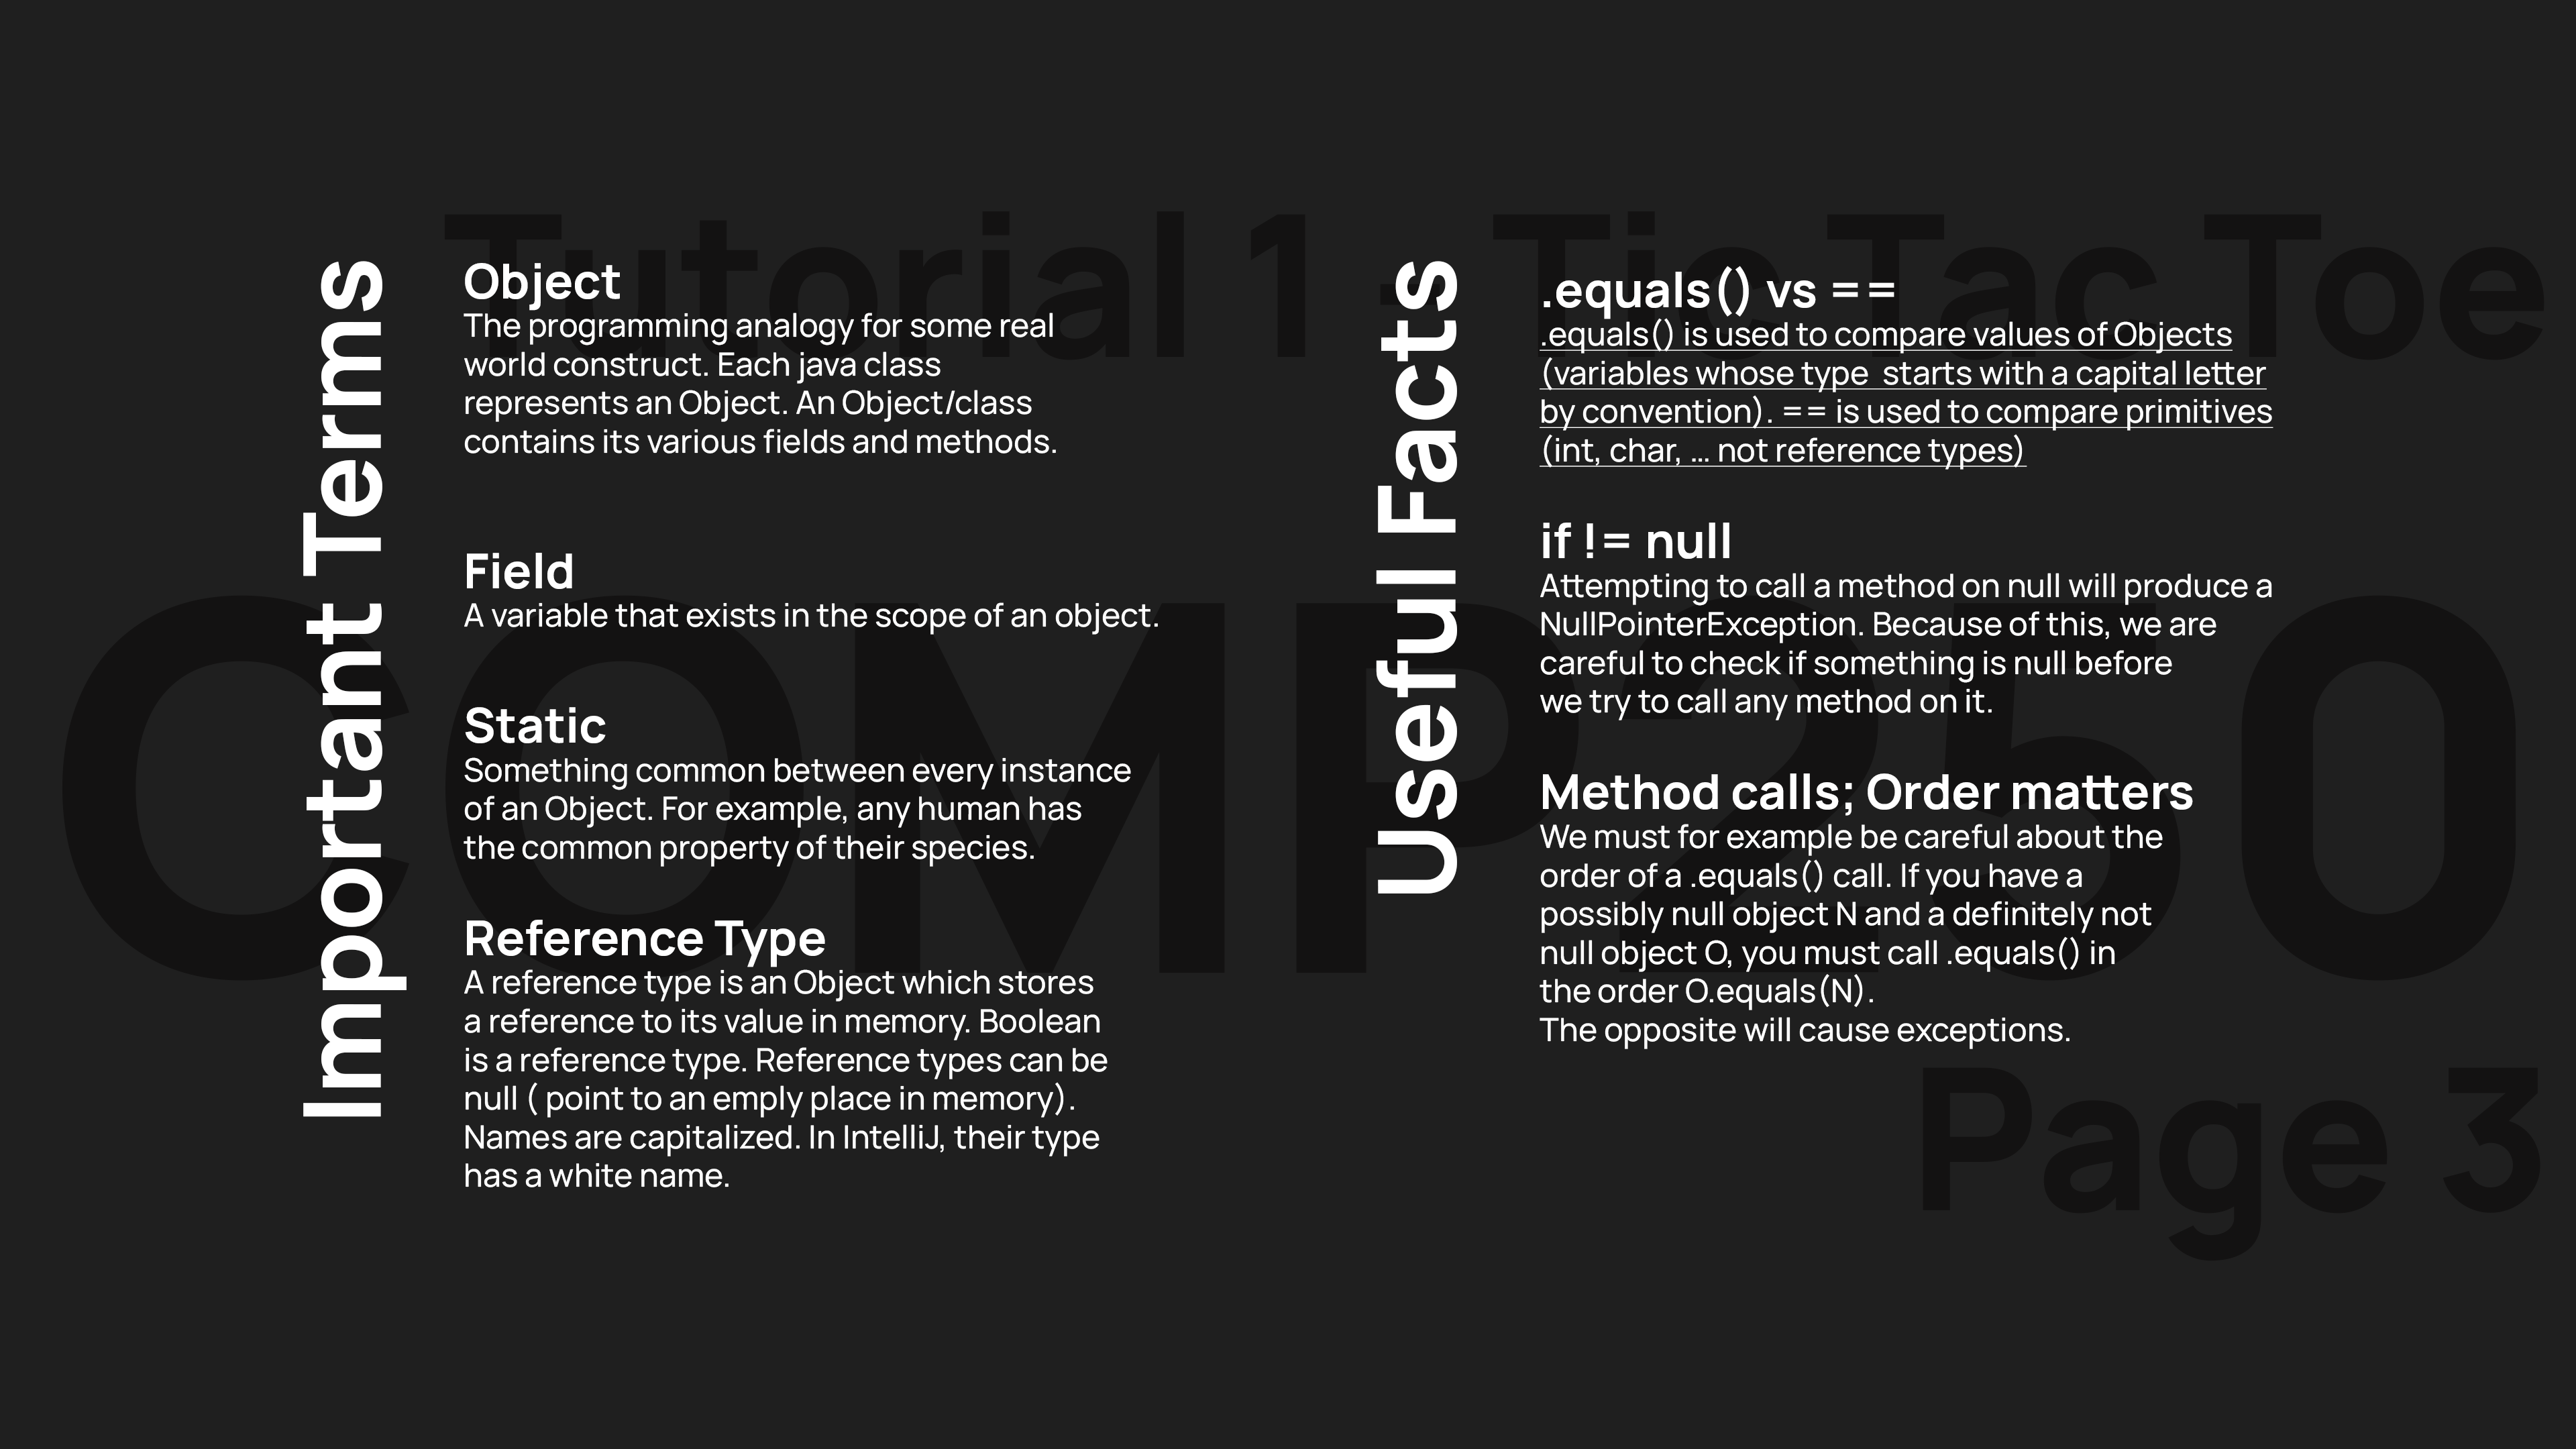 Tutorial 1 - TicTacToe
COMP250
Page 3
Important Terms
Object
The programming analogy for some real
world construct. Each java class
represents an Object. An Object/class
contains its various fields and methods.
Field
A variable that exists in the scope of an object.
Static
Something common between every instance
of an Object. For example, any human has
the common property of their species.
Reference Type
A reference type is an Object which stores
a reference to its value in memory. Boolean
is a reference type. Reference types can be
null ( point to an emply place in memory).
Names are capitalized. In IntelliJ, their type
has a white name.
Useful Facts
.equals() vs ==
.equals() is used to compare values of Objects
(variables whose type  starts with a capital letter
by convention). == is used to compare primitives
(int, char, ... not reference types)
if != null
Attempting to call a method on null will produce a
NullPointerException. Because of this, we are
careful to check if something is null before
we try to call any method on it.
Method calls; Order matters
We must for example be careful about the
order of a .equals() call. If you have a
possibly null object N and a definitely not
null object O, you must call .equals() in
the order O.equals(N).
The opposite will cause exceptions.